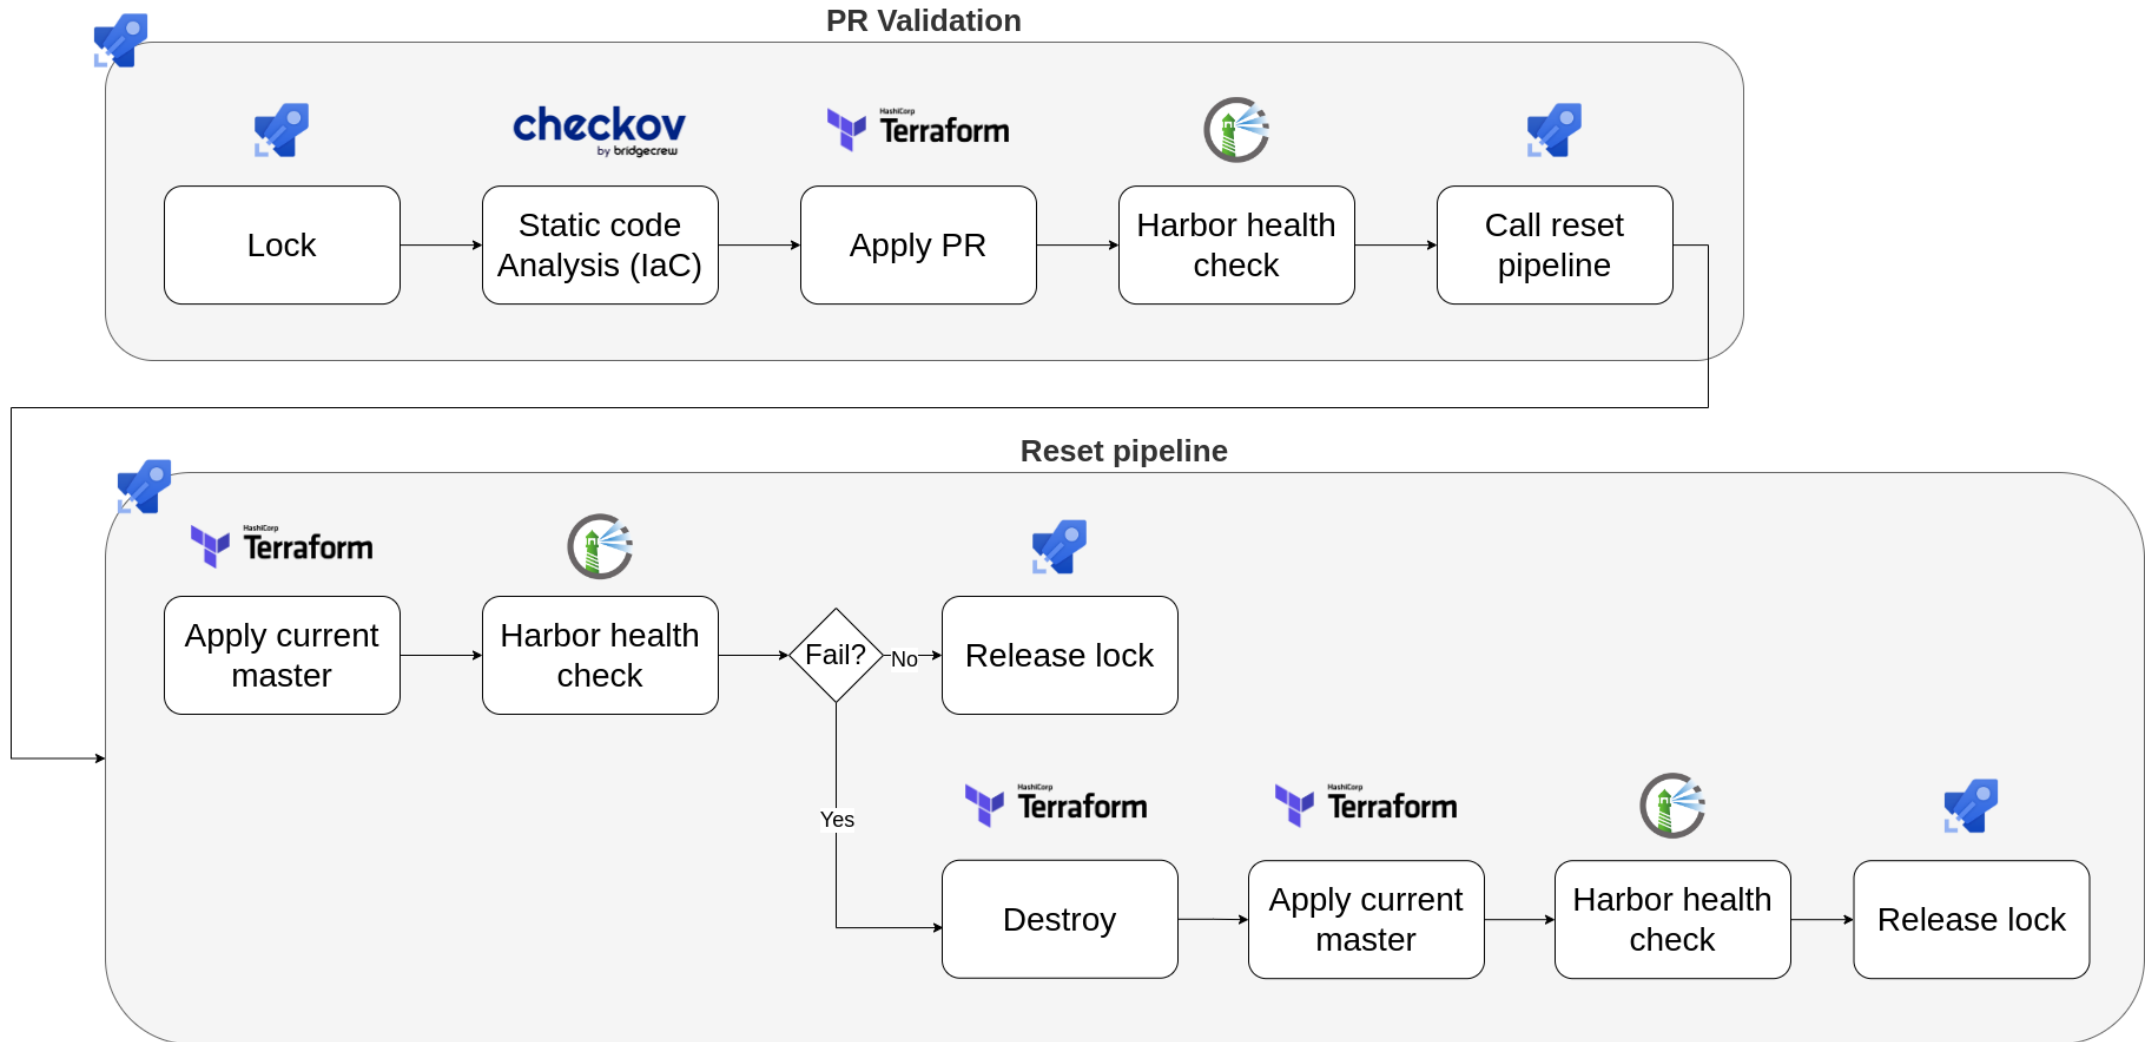 PR Validation
checkov
by bridgecrew
HashiCorp
Terraform
Lock
Static code
Analysis (IaC)
Apply PR
Harbor health
check
Call reset
pipeline
Reset pipeline
HashiCorp
Terraform
Apply current
master
Harbor health
check
Fail?
No
Release lock
Yes
HashiCorp
Terraform
HashiCorp
Terraform
Destroy
Apply current
master
Harbor health
check
Release lock